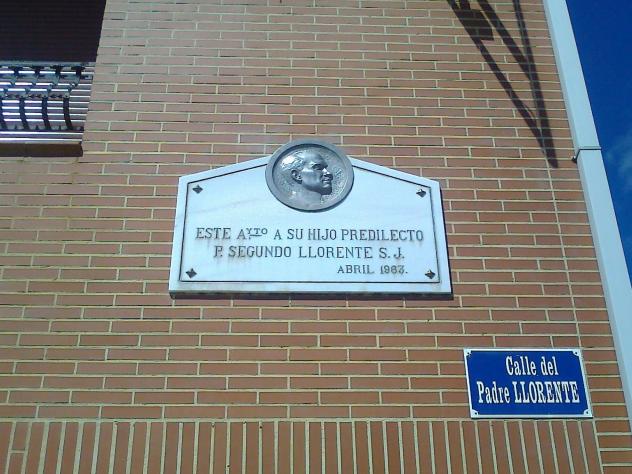 ESTE AYTO A SU HIJO PREDILECTO
P. SEGUNDO LLORENTE S.J.
ABRIL 1963.
Calle del
Padre LLORENTE